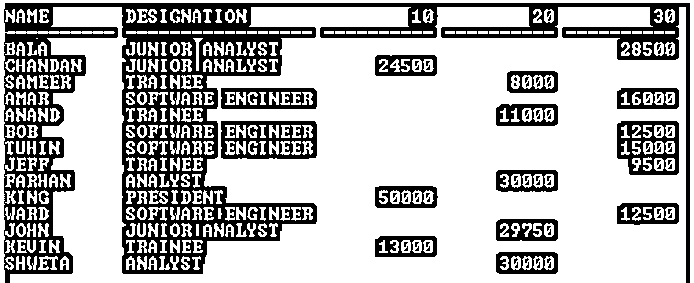 NAME DESIGNATION 10 20 30
BALA JUNIOR ANALYST 28500
CHANDAN JUNIOR ANALYST 24500
SAMEER TRAINEE 8000
AMAR SOFTWARE ENGINEER 16000
ANAND TRAINEE 11000
BOB SOFTWARE ENGINEER 12500
TUHIN SOFTWARE ENGINEER 15000
JEFF TRAINEE 9500
FARHAN ANALYST 30000
KING PRESIDENT 50000
WARD SOFTWARE ENGINEER 12500
JOHN JUNIOR ANALYST 29750
KEVIN TRAINEE 13000
SHWETA ANALYST 30000